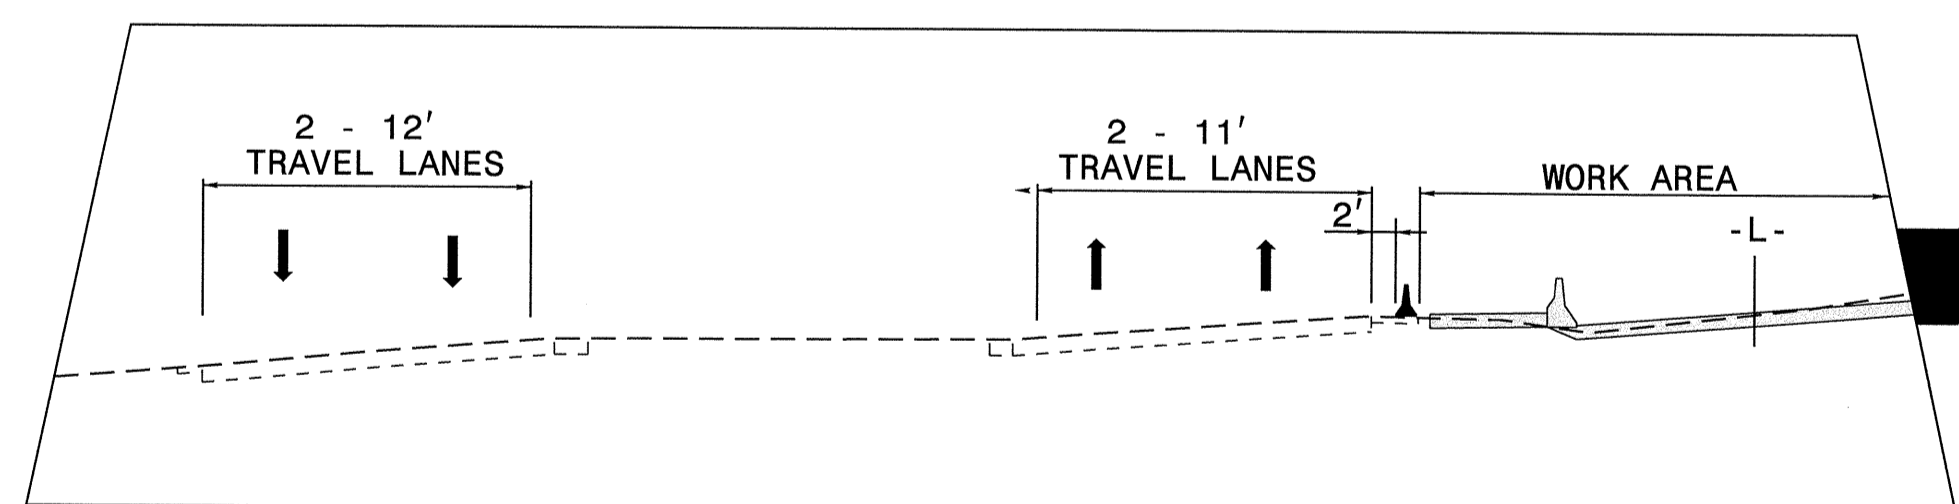 2 - 12'
TRAVEL LANES
2 - 11'
TRAVEL LANES
WORK AREA
2'
-L-